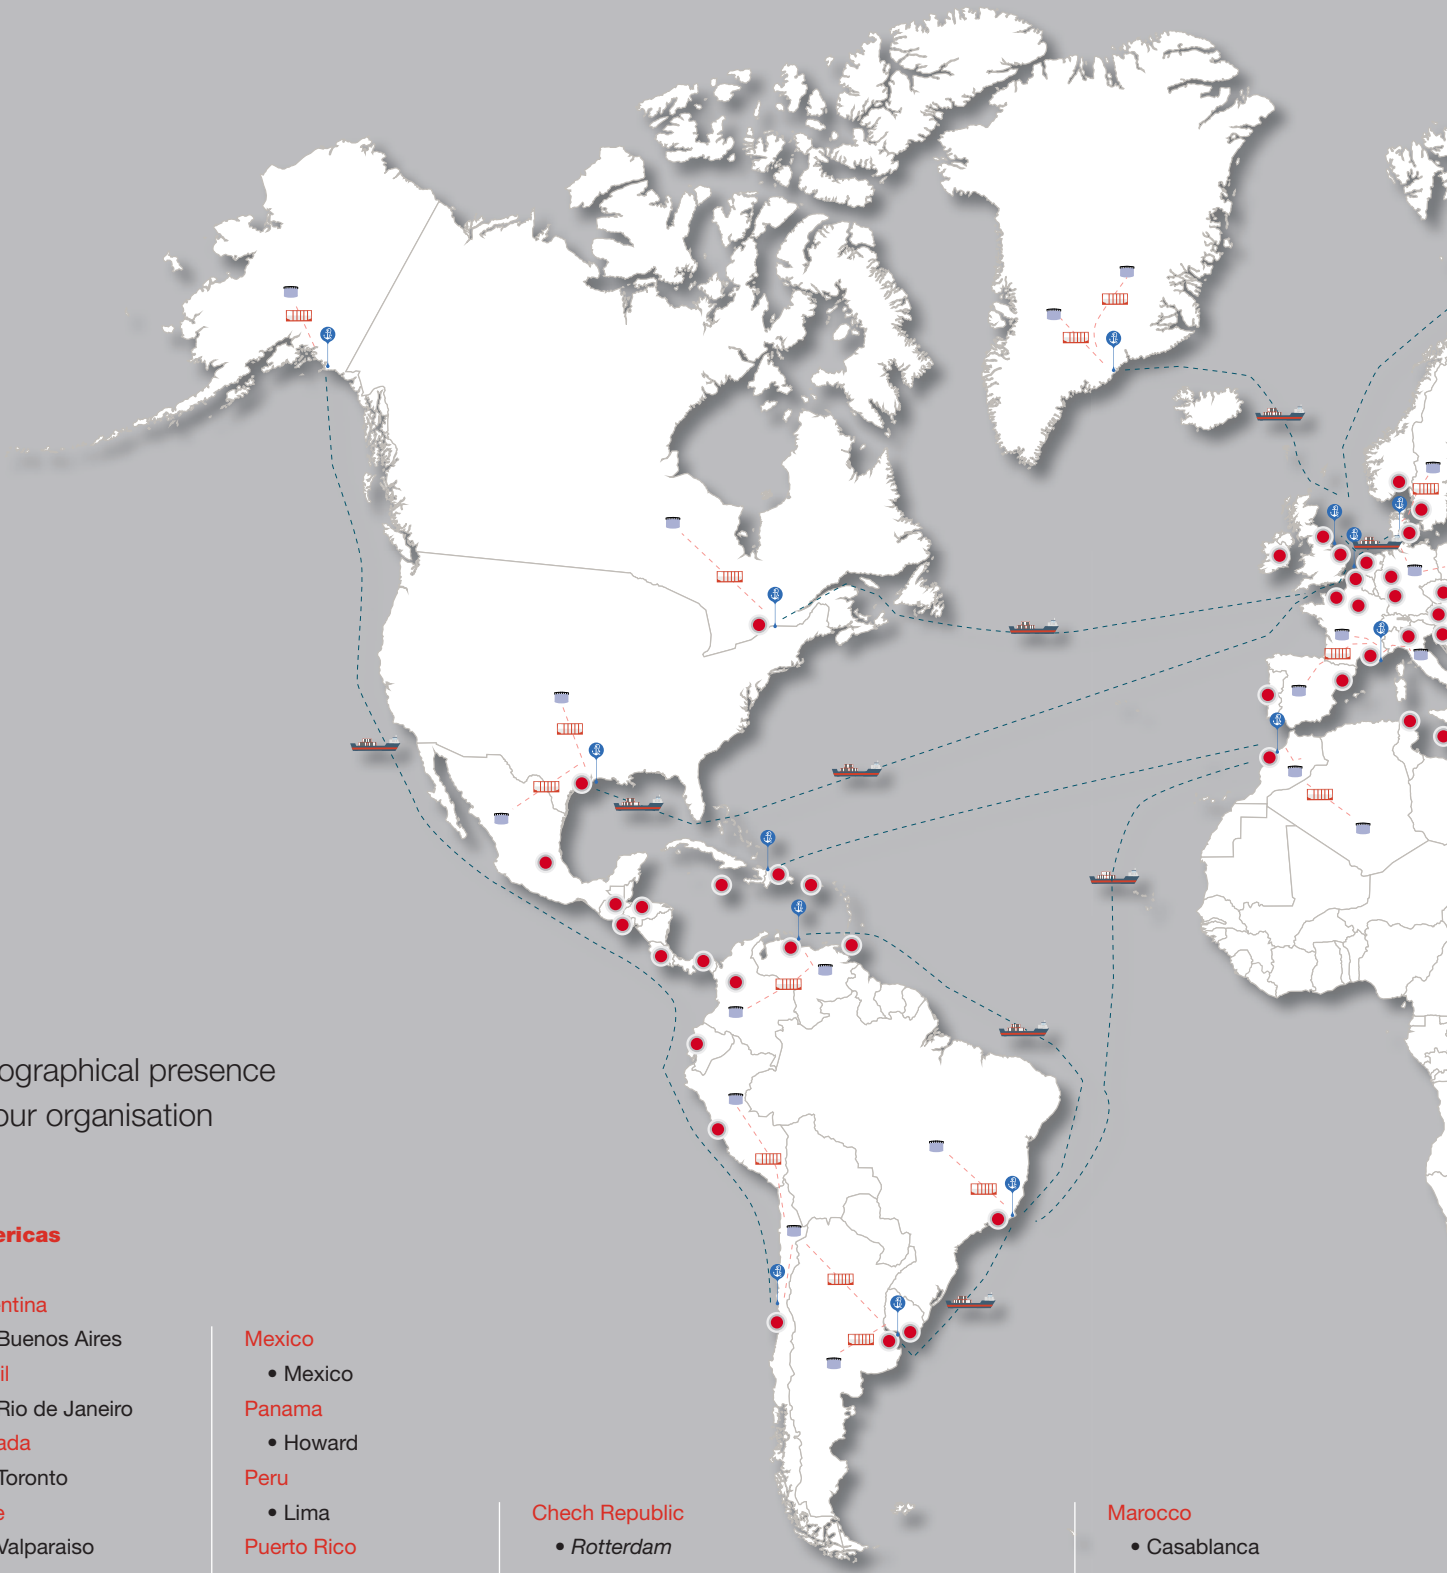 ographical presence
our organisation
ericas
entina
Buenos Aires
il
Rio de Janeiro
ada
Toronto
e
Valparaiso
Mexico
• Mexico
Panama
• Howard
Peru
• Lima
Puerto Rico
Chech Republic
• Rotterdam
Marocco
• Casablanca